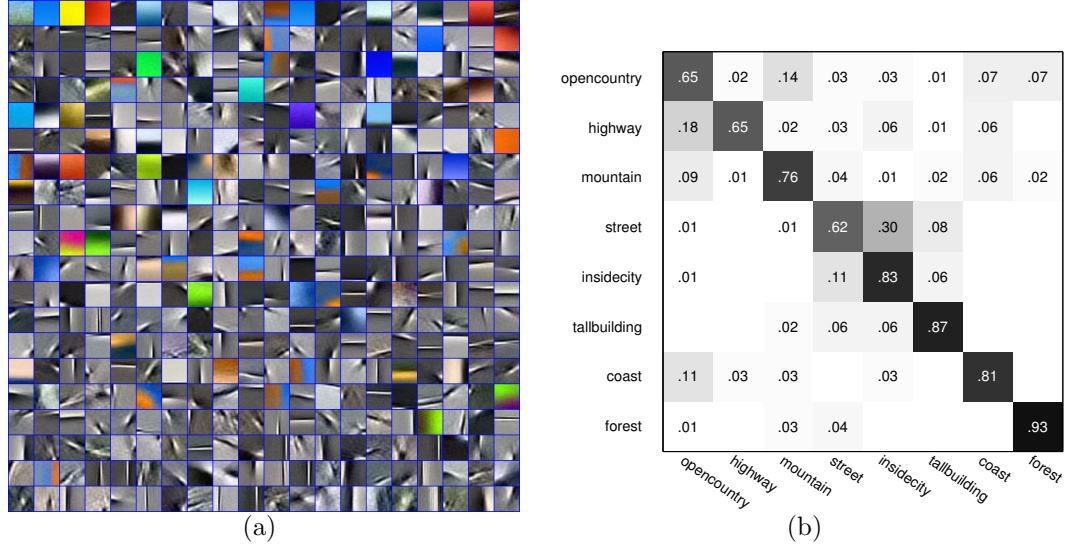 opencountry .65 .02 .14 .03 .03 .01 .07 .07
highway .18 .65 .02 .03 .06 .01 .06
mountain .09 .01 .76 .04 .01 .02 .06 .02
street .01 .01 .62 .30 .08
insidecity .01 .11 .83 .06
tallbuilding .02 .06 .06 .87
coast .11 .03 .03 .03 .81
forest .01 .03 .04 .93
opencountry highway mountain street insidecity tallbuilding coast forest
(a) (b)